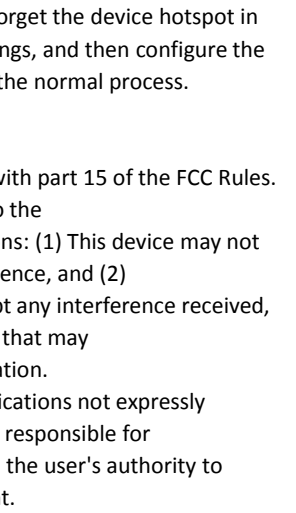 orget the device hotspot in
ngs, and then configure the
the normal process.
with part 15 of the FCC Rules.
o the
ns: (1) This device may not
ence, and (2)
pt any interference received,
that may
ation.
ications not expressly
responsible for
the user's authority to
t.